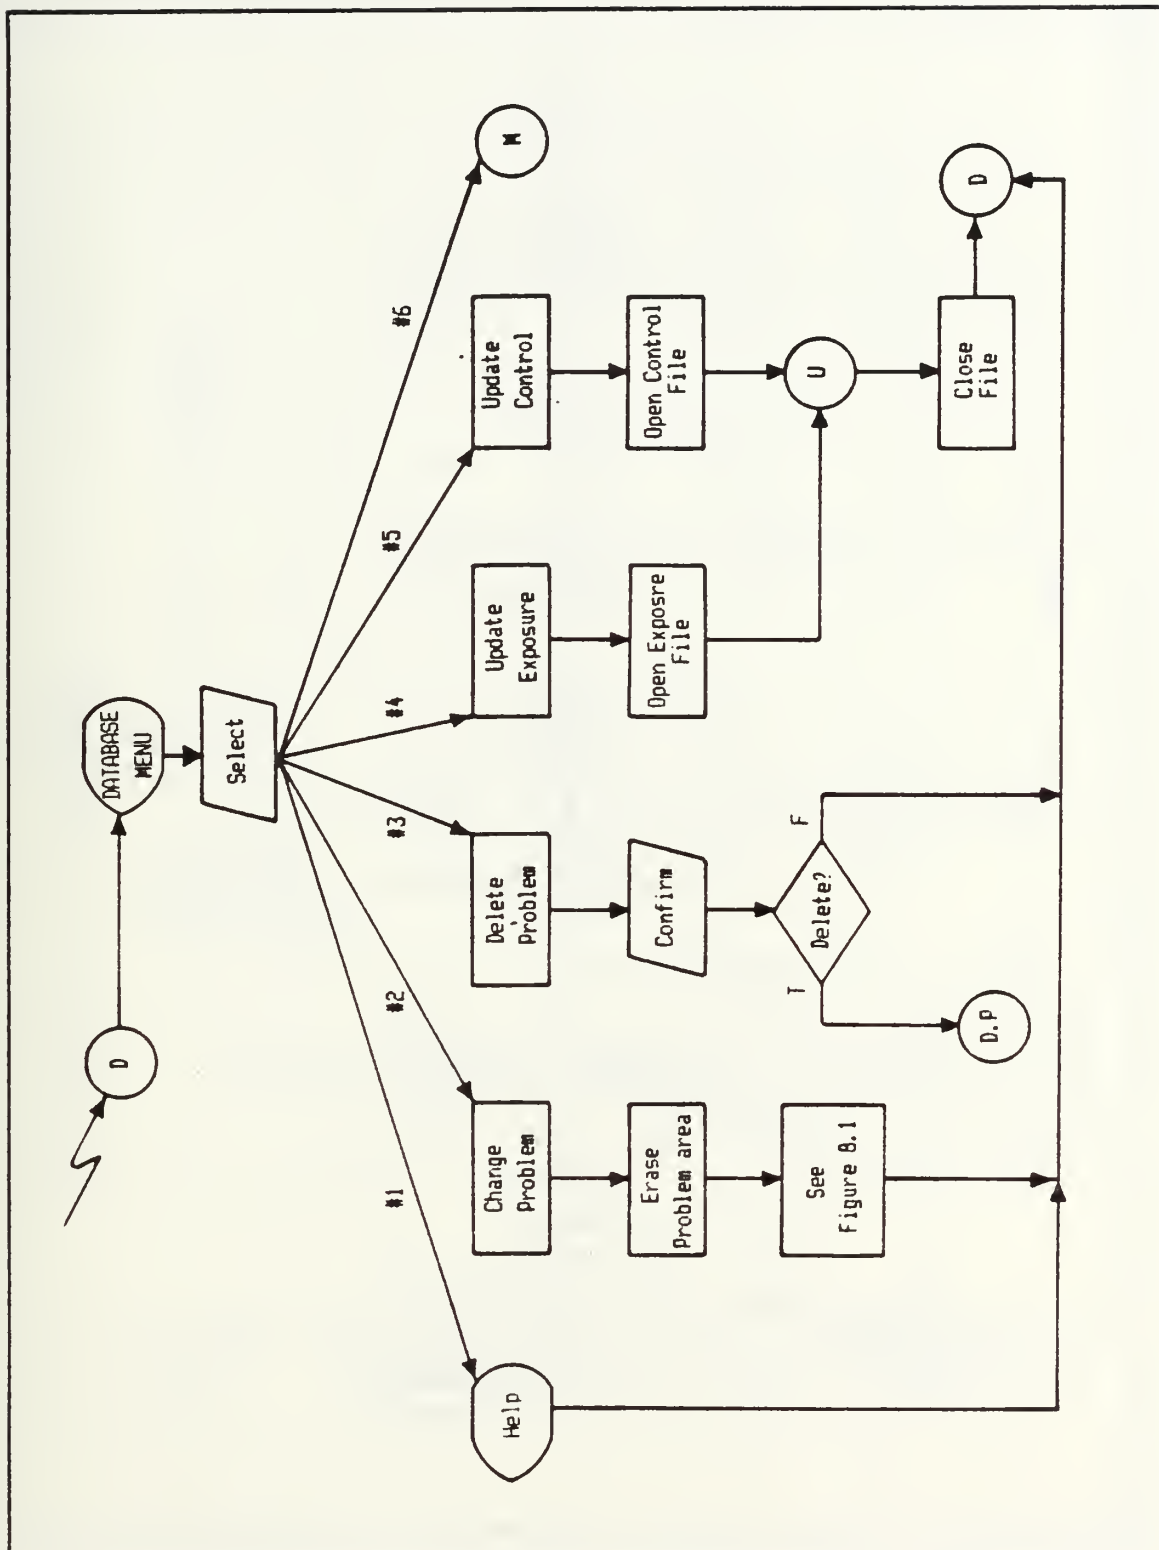 D
DATABASE
MENU
Select
#1
#2
#3
#4
#5
#6
Help
Change
Problem
Delete
Problem
Update
Exposure
Update
Control
M
Erase
Problem area
Confirm
Open Exposre
File
Open Control
File
See
Figure B.1
T
Delete?
F
U
D.P
Close
File
D